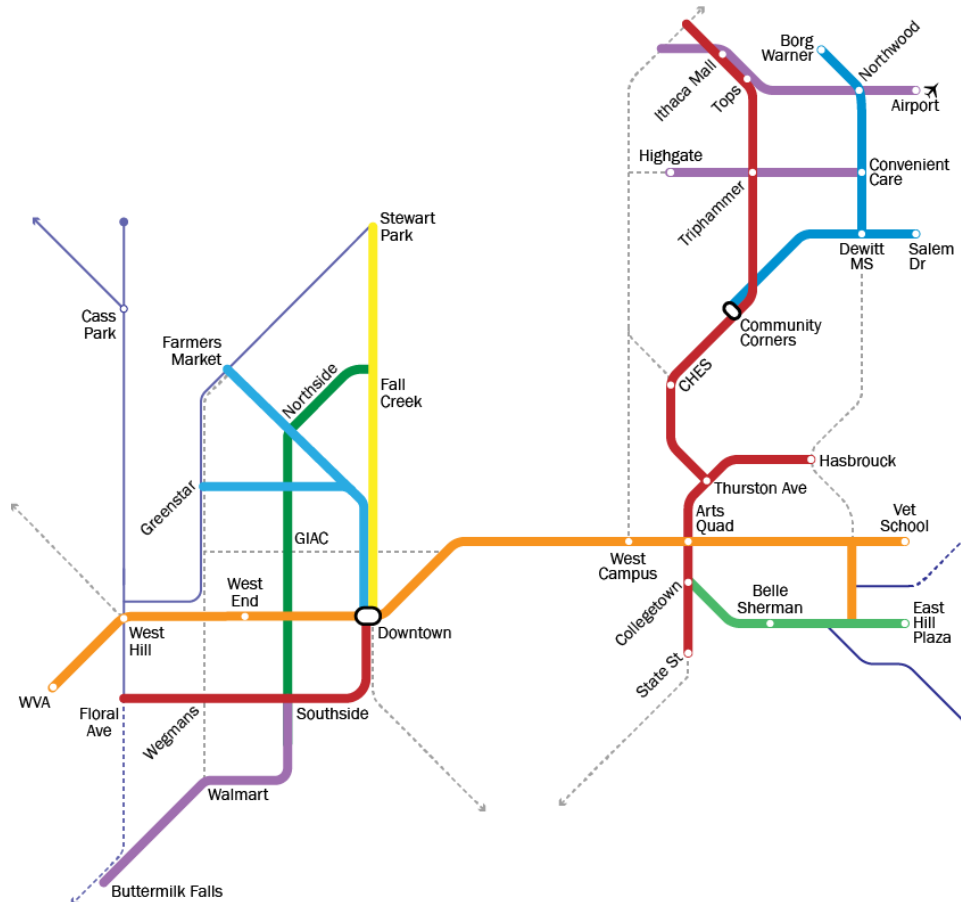 Borg
Warner
Northwood
Ithaca Mall
Tops
Airport
Highgate
Convenient
Care
Triphammer
Stewart
Park
Dewitt
MS
Salem
Dr
Cass
Park
Community
Corners
Farmers
Market
Northside
Fall
Creek
CHES
Greenstar
Hasbrouck
Thurston Ave
Arts
Quad
Vet
School
GIAC
West
Campus
West
End
Belle
Sherman
Collegetown
East
Hill
Plaza
West
Hill
Downtown
State St
WVA
Floral
Ave
Wegmans
Southside
Walmart
Buttermilk Falls